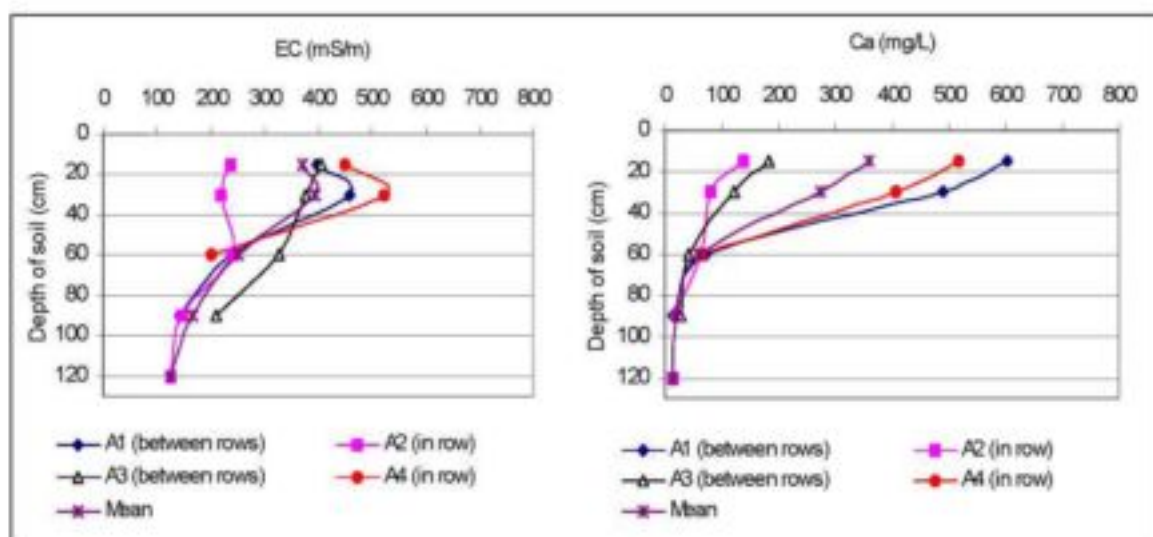 EC (mS/m)
0 100 200 300 400 500 600 700 800
0
20
40
60
80
100
120
Depth of soil (cm)
A1 (between rows) A2 (in row)
A3 (between rows) A4 (in row)
Mean
Ca (mg/L)
0 100 200 300 400 500 600 700 800
0
20
40
60
80
100
120
Depth of soil (cm)
A1 (between rows) A2 (in row)
A3 (between rows) A4 (in row)
Mean